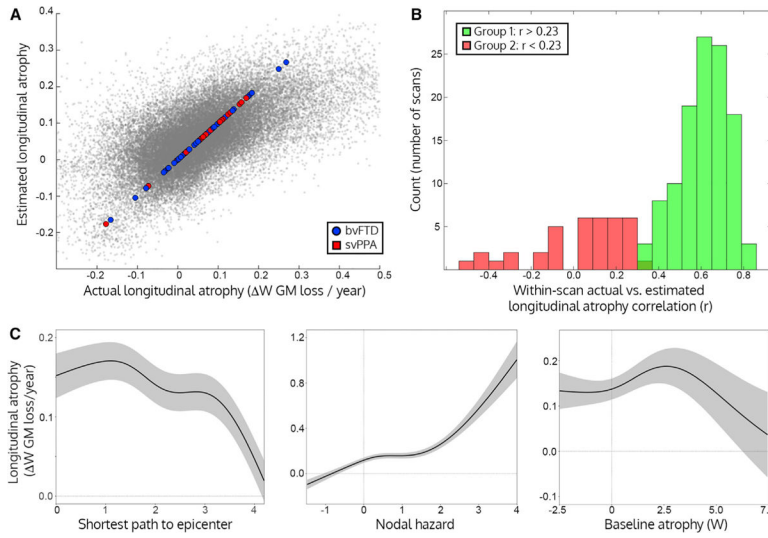 A
Estimated longitudinal atrophy
0.4
0.3
0.2
0.1
0
-0.1
-0.2
-0.2 -0.1 0 0.1 0.2 0.3 0.4 0.5
Actual longitudinal atrophy (ΔW GM loss / year)
bvFTD
svPPA
B
Group 1: r > 0.23
Group 2: r < 0.23
Count (number of scans)
25
20
15
10
5
-0.4 -0.2 0 0.2 0.4 0.6 0.8
Within-scan actual vs. estimated
longitudinal atrophy correlation (r)
C
Longitudinal atrophy
(ΔW GM loss/year)
0.2
0.1
0.0
0 1 2 3 4
Shortest path to epicenter
1.2
0.8
0.4
0.0
-1 0 1 2 3 4
Nodal hazard
0.2
0.1
0.0
-0.1
-2.5 0 2.5 5.0 7.
Baseline atrophy (W)